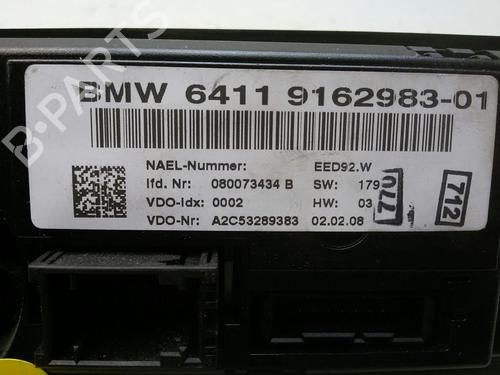 BMW 6411 9162983-01
NAEL-Nummer: EED92.W
lfd. Nr: 080073434 B SW: 179
VDO-Idx: 0002 HW: 03
VDO-Nr: A2C53289383 02.02.08
770
712
B-PARTS